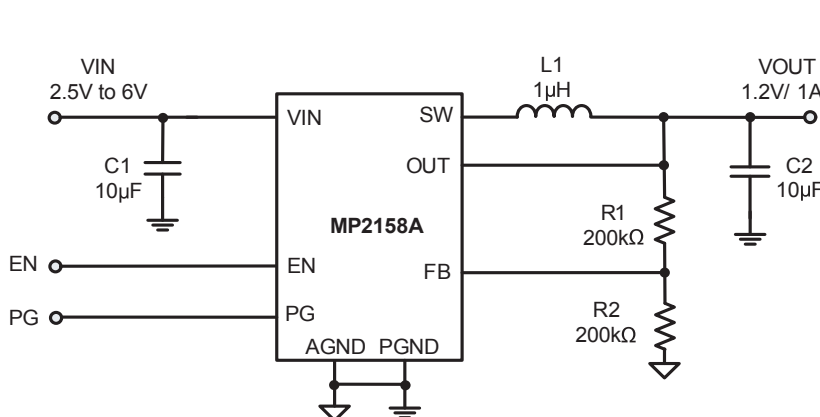 VIN
2.5V to 6V
L1
1µH
VOUT
1.2V/ 1A
VIN
SW
C1
10µF
OUT
C2
10µF
R1
200kΩ
MP2158A
EN
EN
FB
PG
PG
R2
200kΩ
AGND PGND